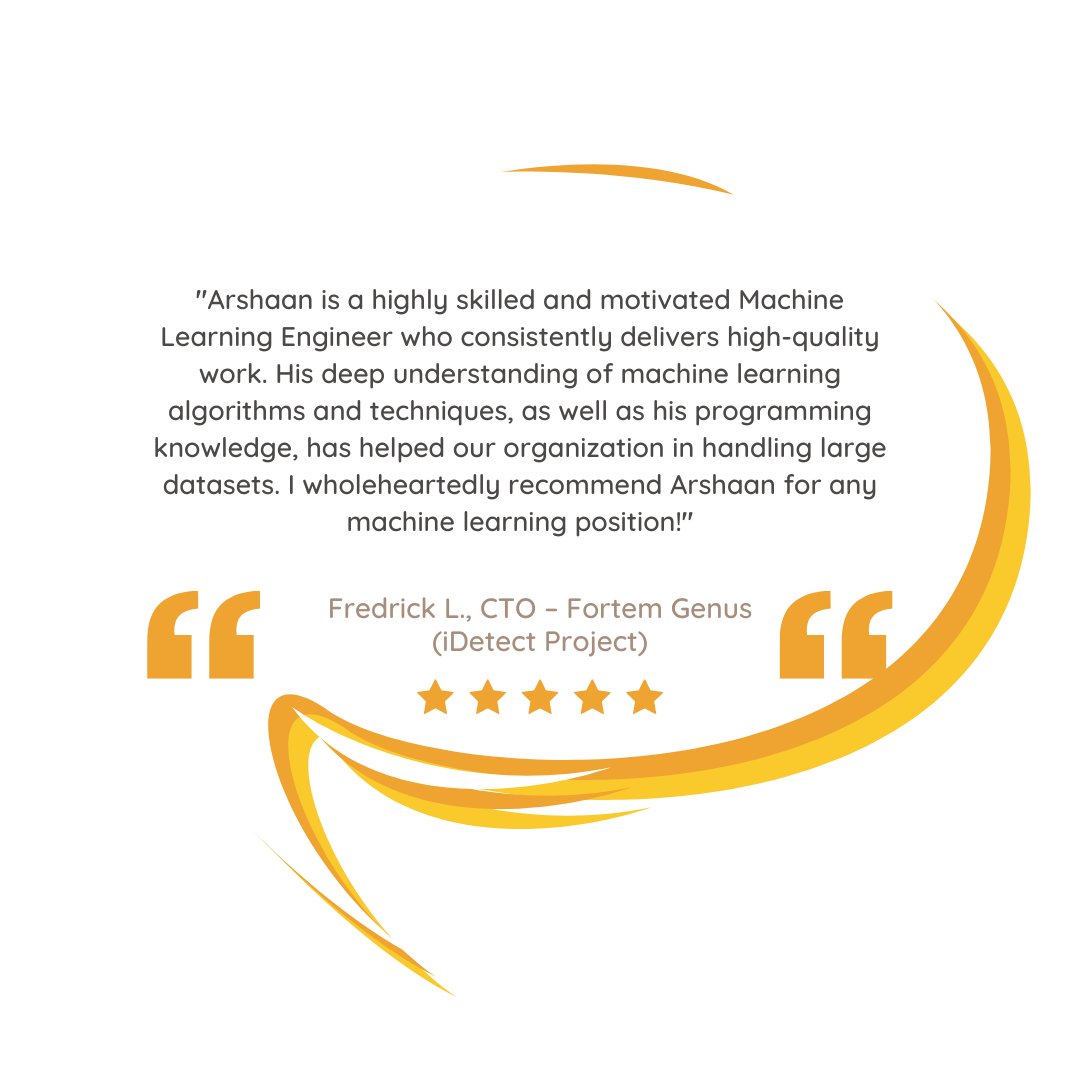 "Arshaan is a highly skilled and motivated Machine
Learning Engineer who consistently delivers high-quality
work. His deep understanding of machine learning
algorithms and techniques, as well as his programming
knowledge, has helped our organization in handling large
datasets. I wholeheartedly recommend Arshaan for any
machine learning position!"
Fredrick L., CTO – Fortem Genus
(iDetect Project)